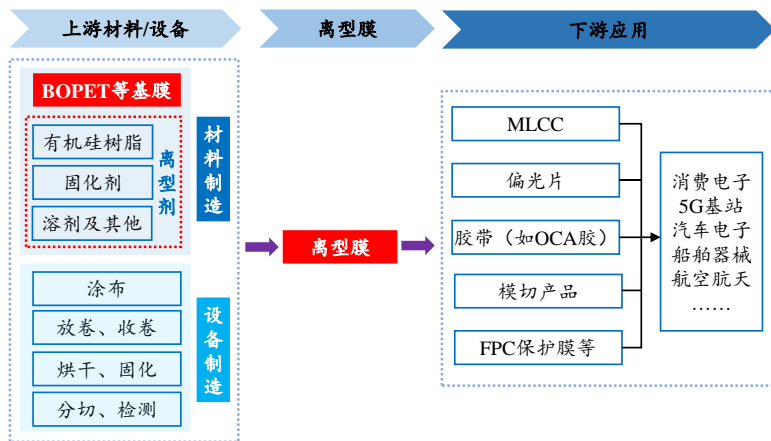 上游材料/设备
离型膜
下游应用
BOPET等基膜
有机硅树脂
固化剂
溶剂及其他
离型剂
材料制造
涂布
放卷、收卷
烘干、固化
分切、检测
设备制造
离型膜
MLCC
偏光片
胶带（如OCA胶）
模切产品
FPC保护膜等
消费电子
5G基站
汽车电子
船舶器械
航空航天
……